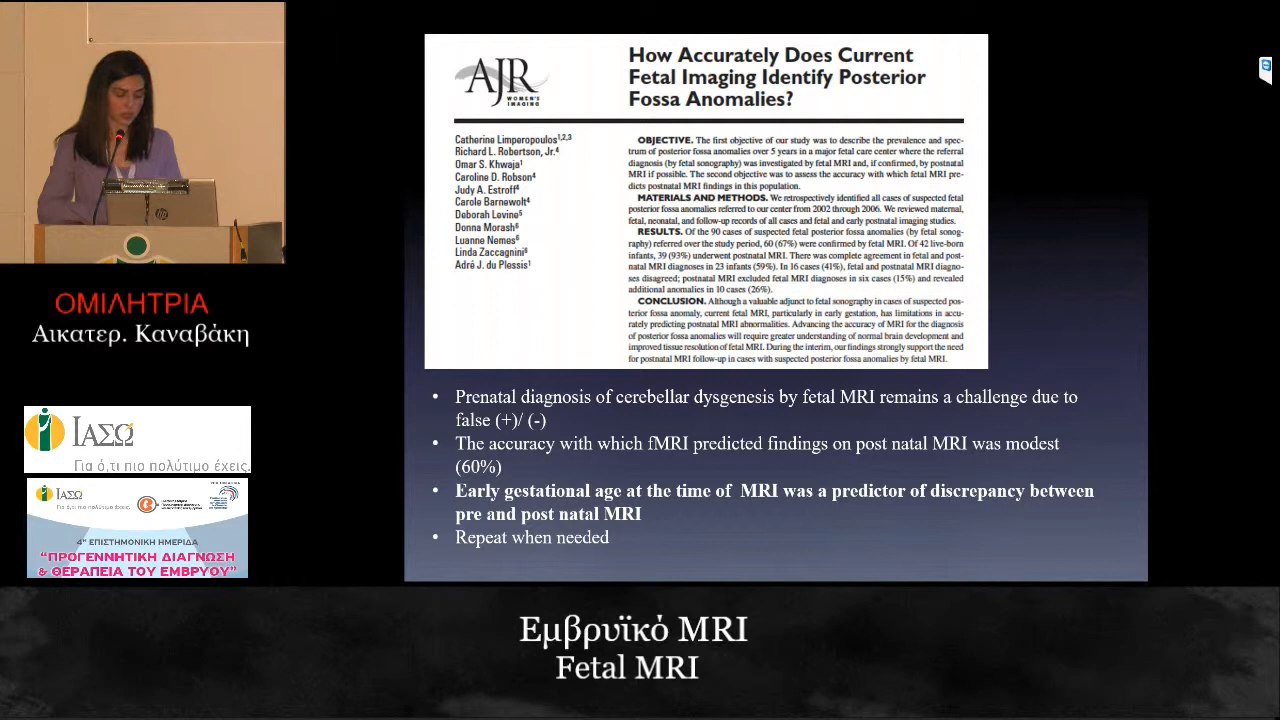 AJR
WOMEN'S
IMAGING
How Accurately Does Current
Fetal Imaging Identify Posterior
Fossa Anomalies?
Catherine Limperopoulos1,2,3
Richard L. Robertson, Jr.4
Omar S. Khwaja1
Caroline D. Robson4
Judy A. Estroff4
Carole Barnewolt4
Deborah Levine5
Donna Morash6
Luanne Nemes6
Linda Zaccagnini6
Adré J. du Plessis1
OBJECTIVE. The first objective of our study was to describe the prevalence and spec-
trum of posterior fossa anomalies over 5 years in a major fetal care center where the referral
diagnosis (by fetal sonography) was investigated by fetal MRI and, if confirmed, by postnatal
MRI if possible. The second objective was to assess the accuracy with which fetal MRI pre-
dicts postnatal MRI findings in this population.
MATERIALS AND METHODS. We retrospectively identified all cases of suspected fetal
posterior fossa anomalies referred to our center from 2002 through 2006. We reviewed maternal,
fetal, neonatal, and follow-up records of all cases and fetal and early postnatal imaging studies.
RESULTS. Of the 90 cases of suspected fetal posterior fossa anomalies (by fetal sonog-
raphy) referred over the study period, 60 (67%) were confirmed by fetal MRI. Of 42 live-born
infants, 39 (93%) underwent postnatal MRI. There was complete agreement in fetal and post-
natal MRI diagnoses in 23 infants (59%). In 16 cases (41%), fetal and postnatal MRI diagno-
ses disagreed; postnatal MRI excluded fetal MRI diagnoses in six cases (15%) and revealed
additional anomalies in 10 cases (26%).
CONCLUSION. Although a valuable adjunct to fetal sonography in cases of suspected pos-
terior fossa anomaly, current fetal MRI, particularly in early gestation, has limitations in accu-
rately predicting postnatal MRI abnormalities. Advancing the accuracy of MRI for the diagnosis
of posterior fossa anomalies will require greater understanding of normal brain development and
improved tissue resolution of fetal MRI. During the interim, our findings strongly support the need
for postnatal MRI follow-up in cases with suspected posterior fossa anomalies by fetal MRI.
• Prenatal diagnosis of cerebellar dysgenesis by fetal MRI remains a challenge due to
false (+)/ (-)
• The accuracy with which fMRI predicted findings on post natal MRI was modest
(60%)
• Early gestational age at the time of MRI was a predictor of discrepancy between
pre and post natal MRI
• Repeat when needed
ΟΜΙΛΗΤΡΙΑ
Αικατερ. Καναβάκη
ΙΑΣΩ
Για ό,τι πιο πολύτιμο έχεις.
ΙΑΣΩ
Για ό,τι πιο πολύτιμο έχεις.
4η ΕΠΙΣΤΗΜΟΝΙΚΗ ΗΜΕΡΙΔΑ
"ΠΡΟΓΕΝΝΗΤΙΚΗ ΔΙΑΓΝΩΣΗ
& ΘΕΡΑΠΕΙΑ ΤΟΥ ΕΜΒΡΥΟΥ"
Εμβρυϊκό MRI
Fetal MRI